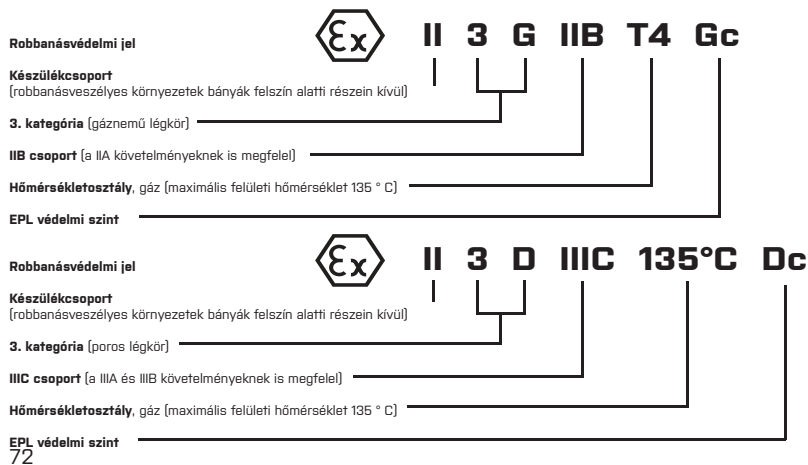 Robbanásvédelmi jel εx II 3 G IIB T4 Gc
Készülékcsoport
(robbanásveszélyes környezetek bányák felszín alatti részein kívül)
3. kategória (gáznemű légkör)
IIB csoport (a IIA követelményeknek is megfelel)
Hőmérsékletosztály, gáz (maximális felületi hőmérséklet 135 ° C)
EPL védelmi szint
Robbanásvédelmi jel εx II 3 D IIIC 135°C Dc
Készülékcsoport
(robbanásveszélyes környezetek bányák felszín alatti részein kívül)
3. kategória (poros légkör)
IIIC csoport (a IIIA és IIIB követelményeknek is megfelel)
Hőmérsékletosztály, gáz (maximális felületi hőmérséklet 135 ° C)
EPL védelmi szint
72